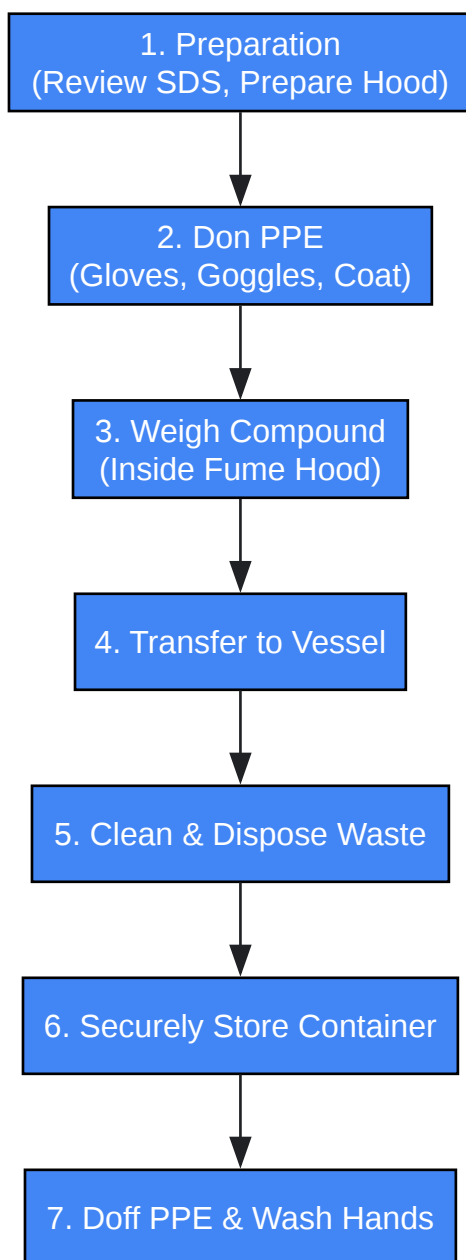 1. Preparation
(Review SDS, Prepare Hood)
2. Don PPE
(Gloves, Goggles, Coat)
3. Weigh Compound
(Inside Fume Hood)
4. Transfer to Vessel
5. Clean & Dispose Waste
6. Securely Store Container
7. Doff PPE & Wash Hands